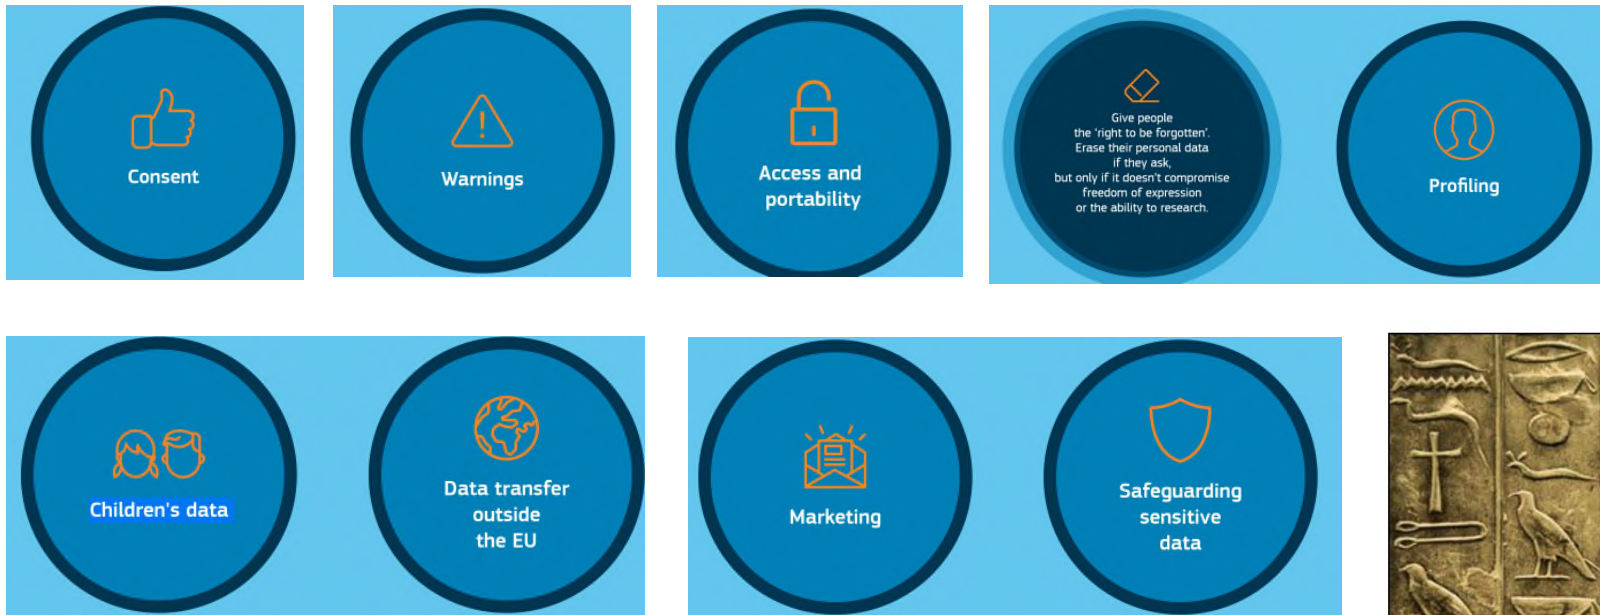 Consent
Warnings
Access and
portability
Give people
the ‘right to be forgotten’.
Erase their personal data
if they ask,
but only if it doesn’t compromise
freedom of expression
or the ability to research.
Profiling
Children's data
Data transfer
outside
the EU
Marketing
Safeguarding
sensitive
data